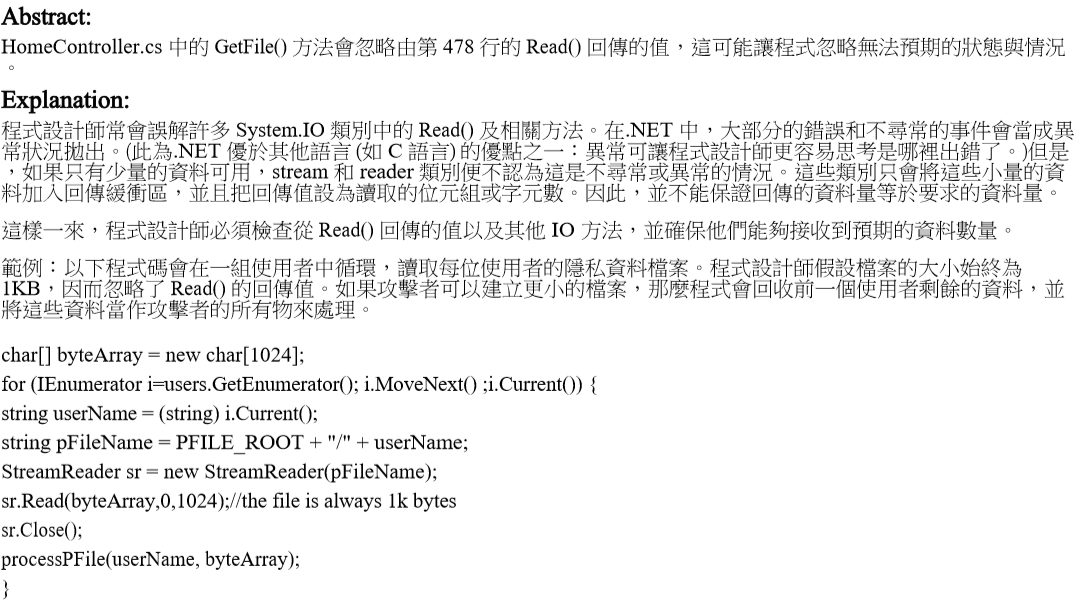 Abstract:
HomeController.cs 中的 GetFile() 方法會忽略由第 478 行的 Read() 回傳的值，這可能讓程式忽略無法預期的狀態與情況
。
Explanation:
程式設計師常會誤解許多 System.IO 類別中的 Read() 及相關方法。在.NET 中，大部分的錯誤和不尋常的事件會當成異
常狀況拋出。(此為.NET 優於其他語言 (如 C 語言) 的優點之一：異常可讓程式設計師更容易思考是哪裡出錯了。)但是
，如果只有少量的資料可用，stream 和 reader 類別便不認為這是不尋常或異常的情況。這些類別只會將這些小量的資
料加入回傳緩衝區，並且把回傳值設為讀取的位元組或字元數。因此，並不能保證回傳的資料量等於要求的資料量。
這樣一來，程式設計師必須檢查從 Read() 回傳的值以及其他 IO 方法，並確保他們能夠接收到預期的資料數量。
範例：以下程式碼會在一組使用者中循環，讀取每位使用者的隱私資料檔案。程式設計師假設檔案的大小始終為
1KB，因而忽略了 Read() 的回傳值。如果攻擊者可以建立更小的檔案，那麼程式會回收前一個使用者剩餘的資料，並
將這些資料當作攻擊者的所有物來處理。
char[] byteArray = new char[1024];
for (IEnumerator i=users.GetEnumerator(); i.MoveNext() ;i.Current()) {
string userName = (string) i.Current();
string pFileName = PFILE_ROOT + "/" + userName;
StreamReader sr = new StreamReader(pFileName);
sr.Read(byteArray,0,1024);//the file is always 1k bytes
sr.Close();
processPFile(userName, byteArray);
}